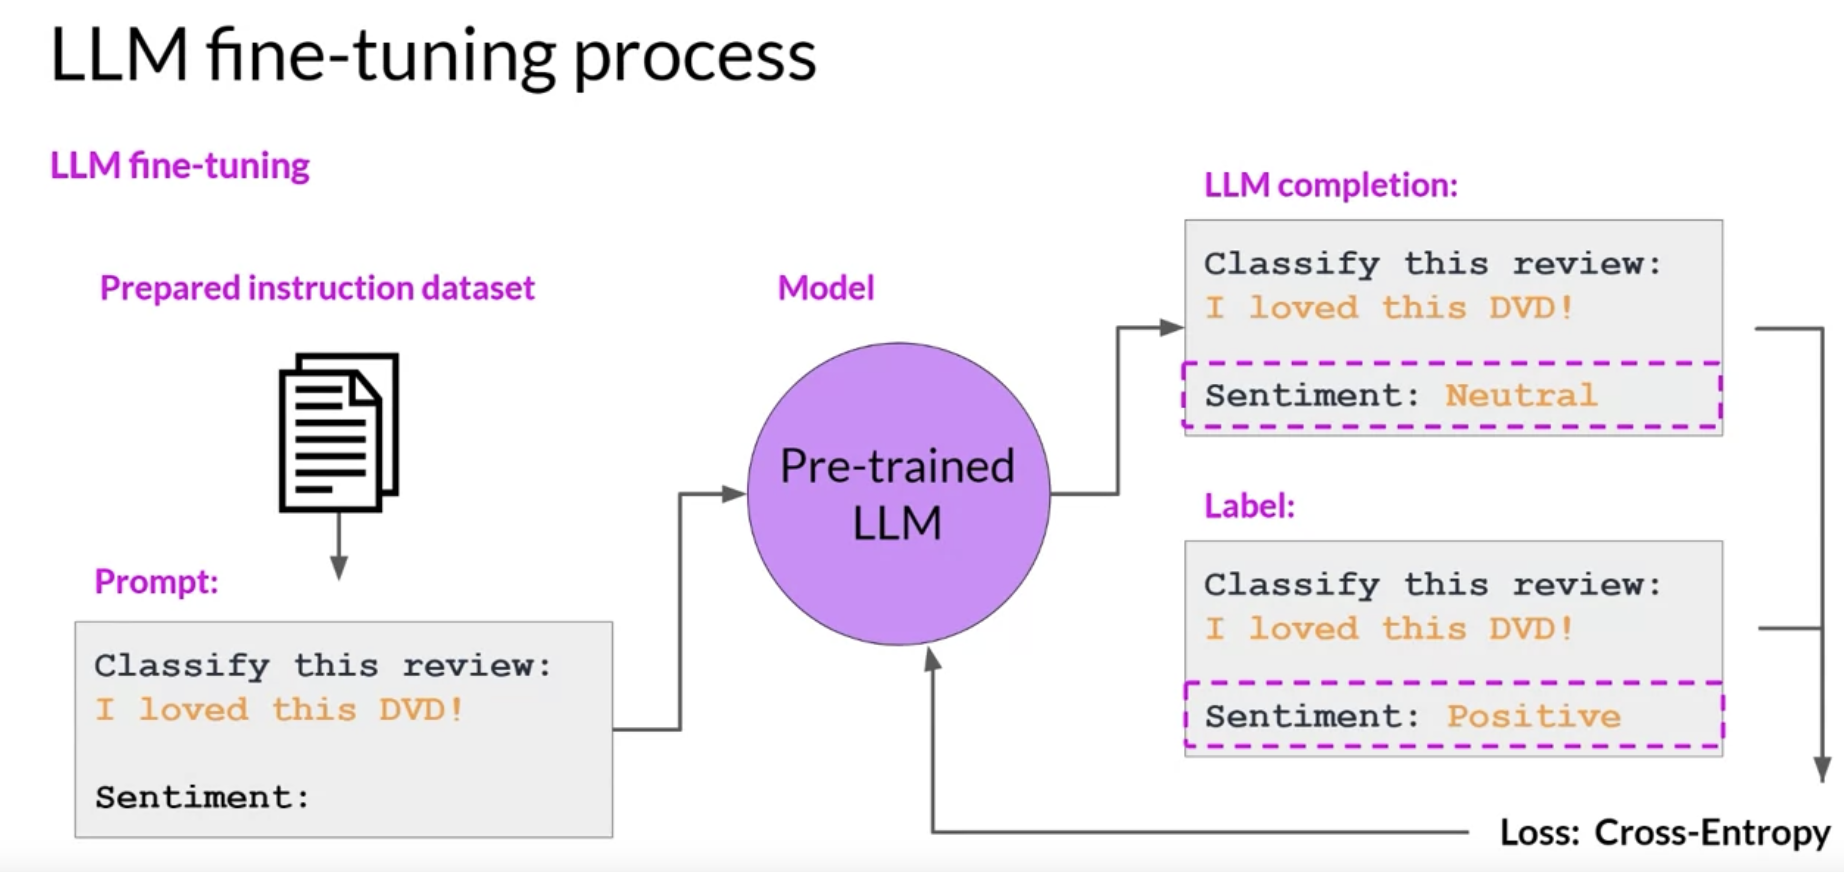 LLM fine-tuning process
LLM fine-tuning
Prepared instruction dataset
Prompt:
Classify this review:
I loved this DVD!
Sentiment:
Model
Pre-trained
LLM
LLM completion:
Classify this review:
I loved this DVD!
Sentiment: Neutral
Label:
Classify this review:
I loved this DVD!
Sentiment: Positive
Loss: Cross-Entropy